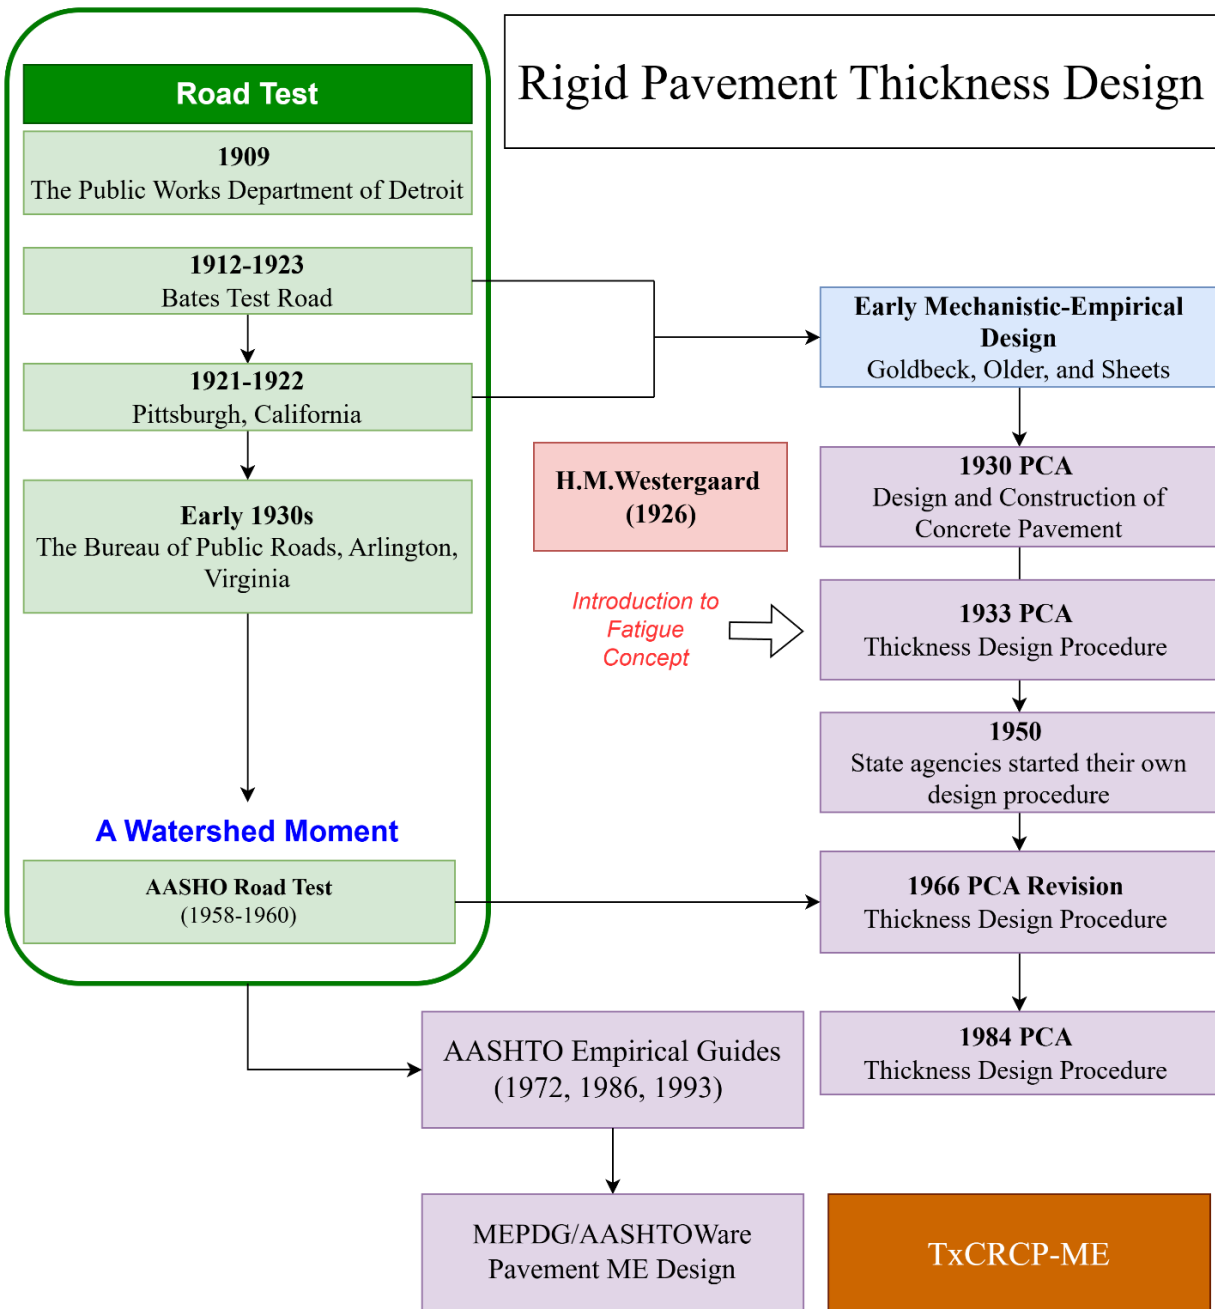 Rigid Pavement Thickness Design
Road Test
1909
The Public Works Department of Detroit
1912-1923
Bates Test Road
1921-1922
Pittsburgh, California
Early 1930s
The Bureau of Public Roads, Arlington,
Virginia
A Watershed Moment
AASHO Road Test
(1958-1960)
Early Mechanistic-Empirical
Design
Goldbeck, Older, and Sheets
H.M.Westergaard
(1926)
1930 PCA
Design and Construction of
Concrete Pavement
Introduction to
Fatigue
Concept
1933 PCA
Thickness Design Procedure
1950
State agencies started their own
design procedure
1966 PCA Revision
Thickness Design Procedure
1984 PCA
Thickness Design Procedure
AASHTO Empirical Guides
(1972, 1986, 1993)
MEPDG/AASHTOWare
Pavement ME Design
TxCRCP-ME